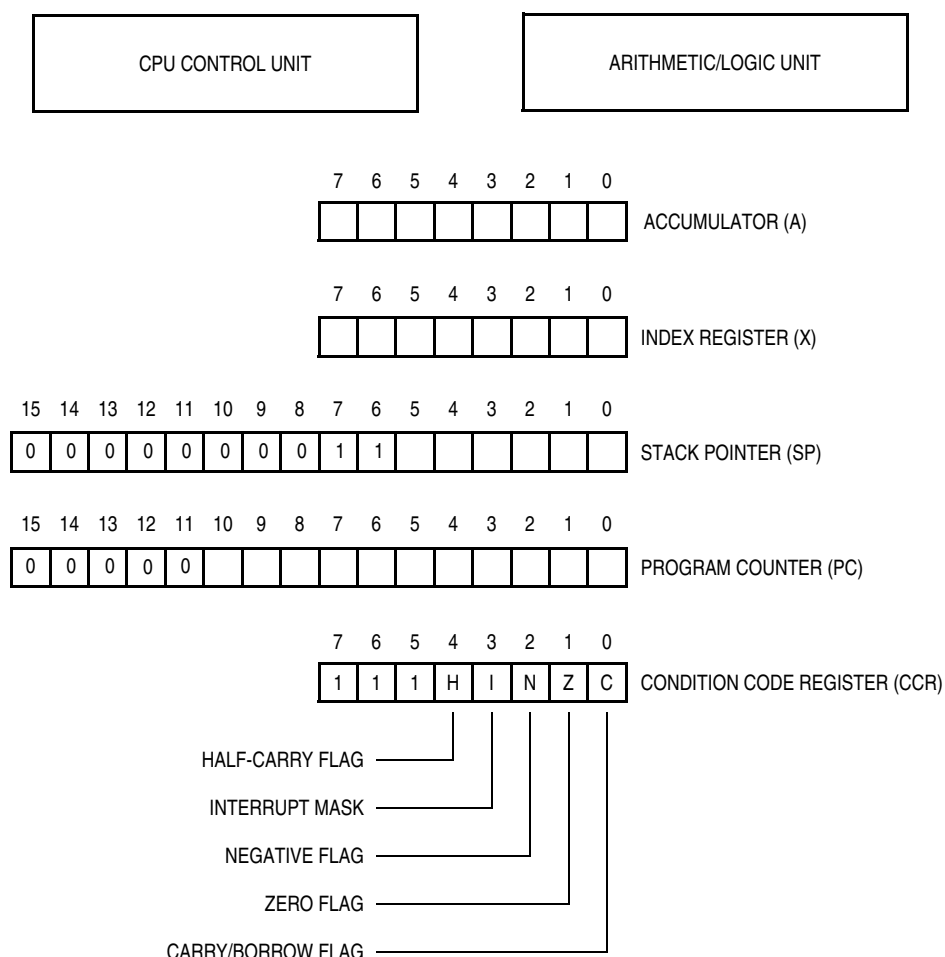 CPU CONTROL UNIT
ARITHMETIC/LOGIC UNIT
7 6 5 4 3 2 1 0
ACCUMULATOR (A)
7 6 5 4 3 2 1 0
INDEX REGISTER (X)
15 14 13 12 11 10 9 8 7 6 5 4 3 2 1 0
0 0 0 0 0 0 0 0 1 1 STACK POINTER (SP)
15 14 13 12 11 10 9 8 7 6 5 4 3 2 1 0
0 0 0 0 0 PROGRAM COUNTER (PC)
7 6 5 4 3 2 1 0
1 1 1 H I N Z C CONDITION CODE REGISTER (CCR)
HALF-CARRY FLAG
INTERRUPT MASK
NEGATIVE FLAG
ZERO FLAG
CARRY/BORROW FLAG